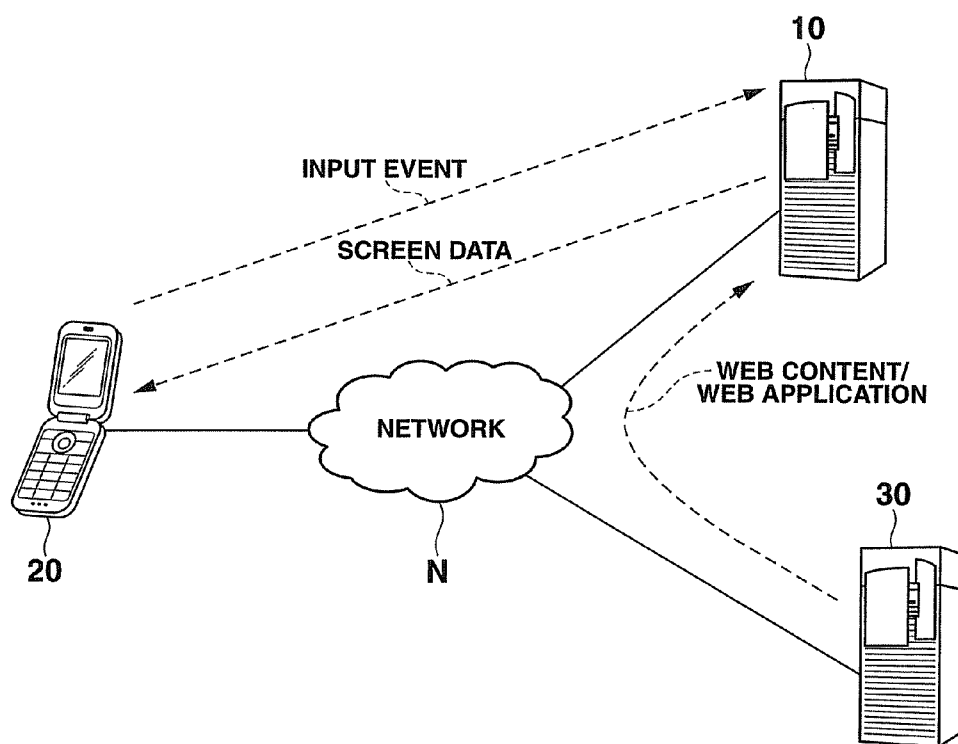 10
INPUT EVENT
SCREEN DATA
WEB CONTENT/
WEB APPLICATION
NETWORK
30
20
N